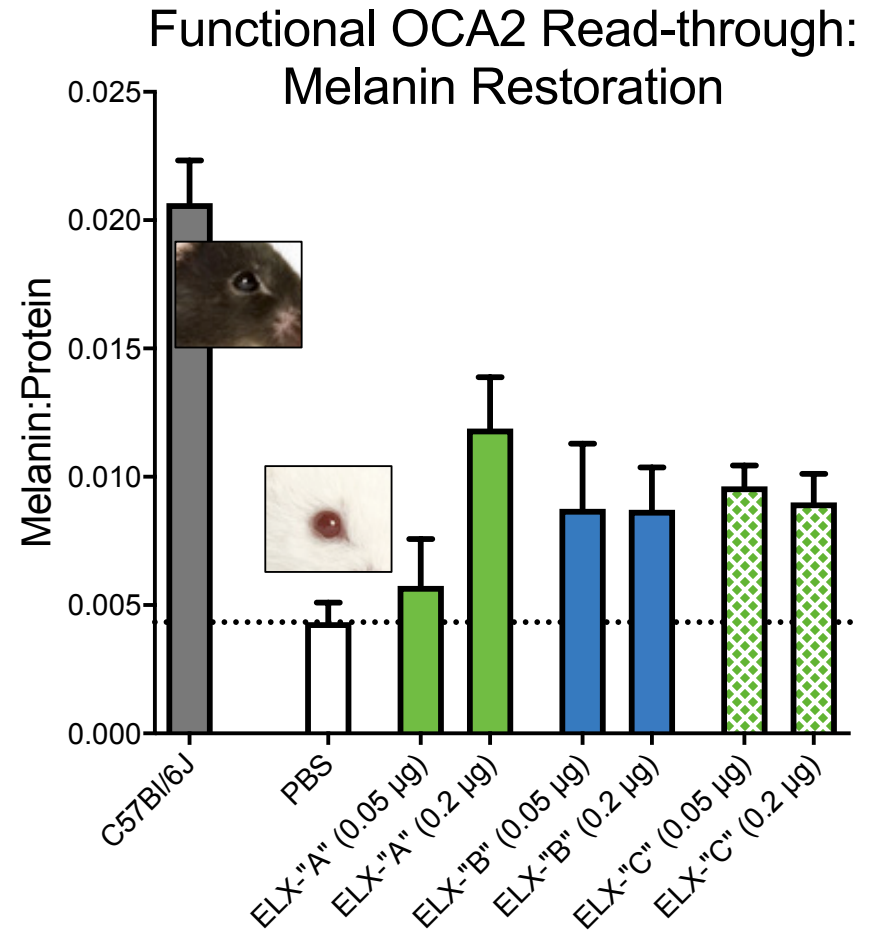 Functional OCA2 Read-through:
Melanin Restoration
Melanin:Protein
0.025
0.020
0.015
0.010
0.005
0.000
C57Bl/6J
PBS
ELX-"A" (0.05 µg)
ELX-"A" (0.2 µg)
ELX-"B" (0.05 µg)
ELX-"B" (0.2 µg)
ELX-"C" (0.05 µg)
ELX-"C" (0.2 µg)